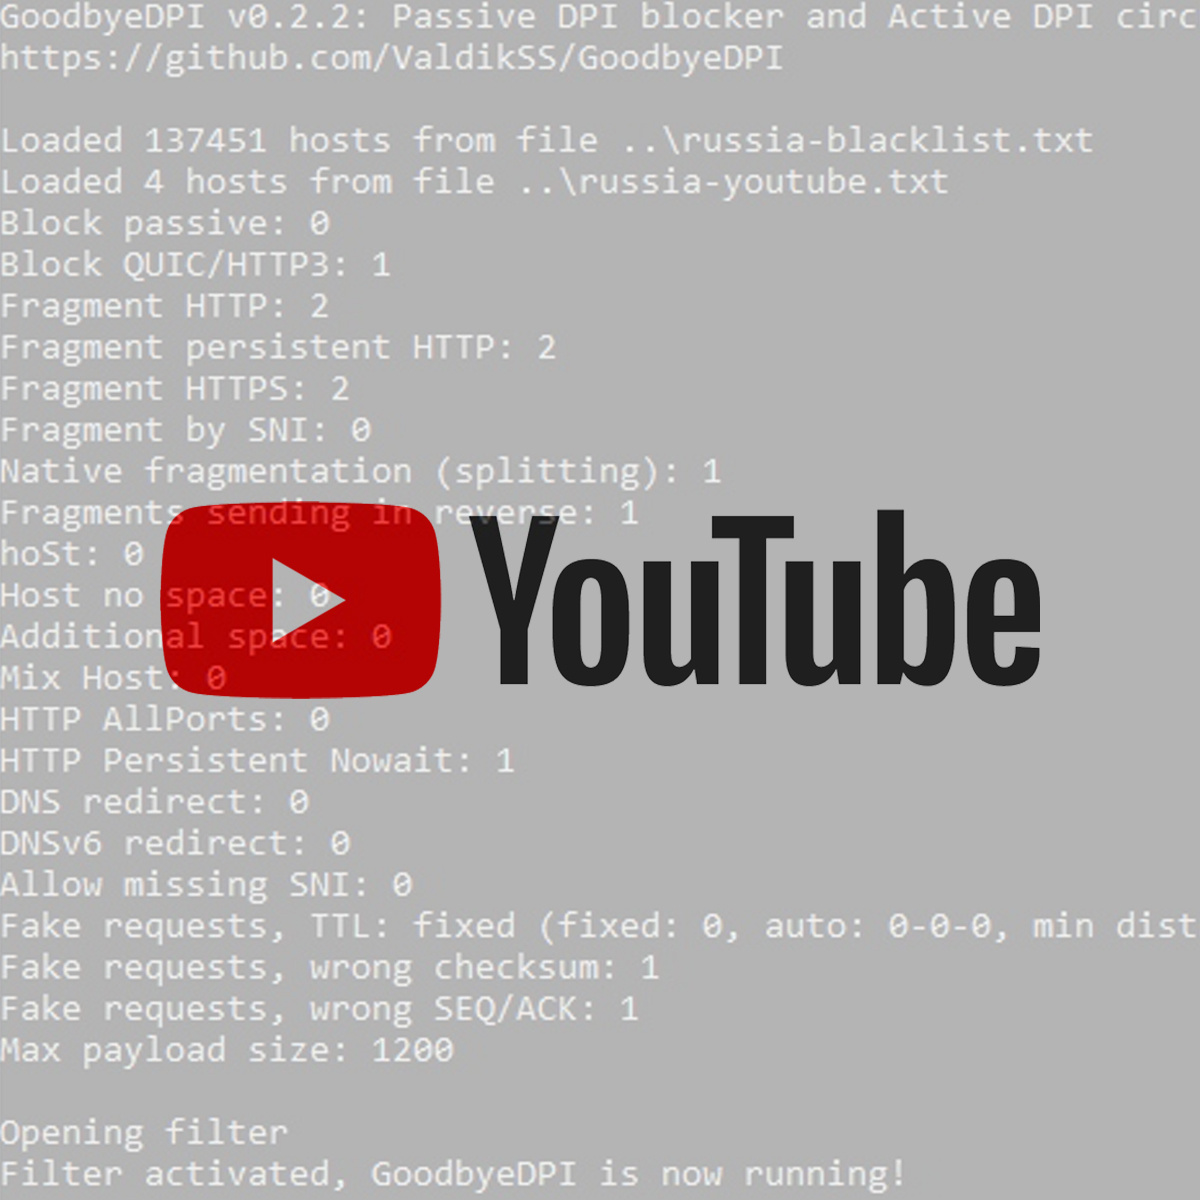 GoodbyeDPI v0.2.2: Passive DPI blocker and Active DPI circ
https://github.com/ValdikSS/GoodbyeDPI
Loaded 137451 hosts from file ..\russia-blacklist.txt
Loaded 4 hosts from file ..\russia-youtube.txt
Block passive: 0
Block QUIC/HTTP3: 1
Fragment HTTP: 2
Fragment persistent HTTP: 2
Fragment HTTPS: 2
Fragment by SNI: 0
Native fragmentation (splitting): 1
Fragments sending in reverse: 1
hoSt: 0
Host no space: 0
Additional space: 0
Mix Host: 0
YouTube
HTTP AllPorts: 0
HTTP Persistent Nowait: 1
DNS redirect: 0
DNSv6 redirect: 0
Allow missing SNI: 0
Fake requests, TTL: fixed (fixed: 0, auto: 0-0-0, min dist
Fake requests, wrong checksum: 1
Fake requests, wrong SEQ/ACK: 1
Max payload size: 1200
Opening filter
Filter activated, GoodbyeDPI is now running!